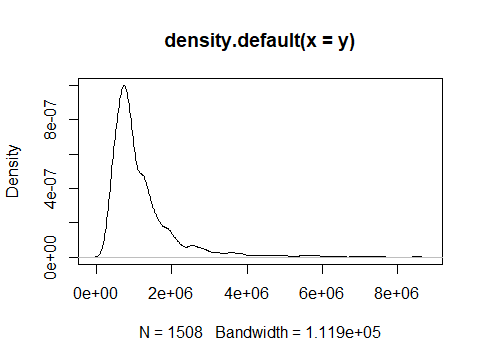 density.default(x = y)
Density
8e-07
4e-07
0e+00
0e+00 2e+06 4e+06 6e+06 8e+06
N = 1508 Bandwidth = 1.119e+05